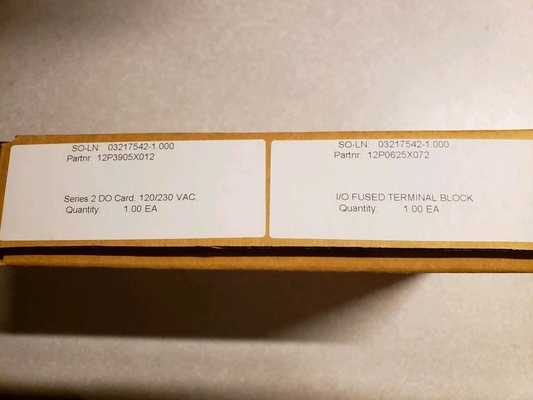 SO-LN: 03217542-1.000
Partnr: 12P3905X012
Series 2 DO Card. 120/230 VAC.
Quantity: 1.00 EA
SO-LN: 03217542-1.000
Partnr: 12P0625X072
I/O FUSED TERMINAL BLOCK
Quantity: 1.00 EA